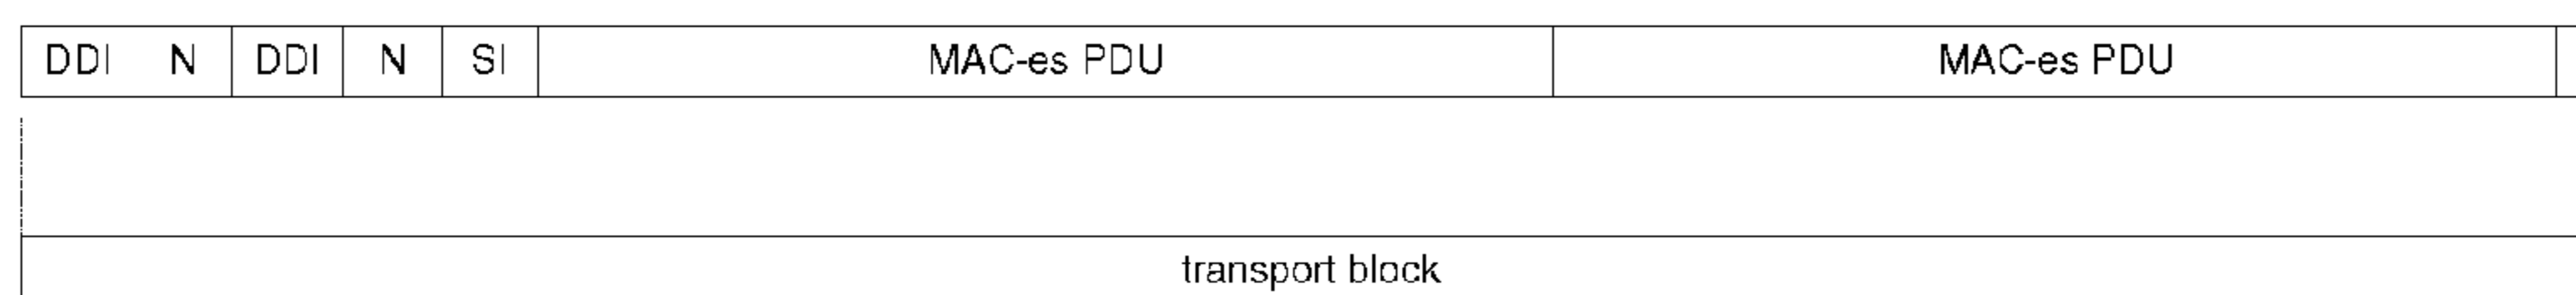 DDI N DDI N SI MAC-es PDU MAC-es PDU
transport block